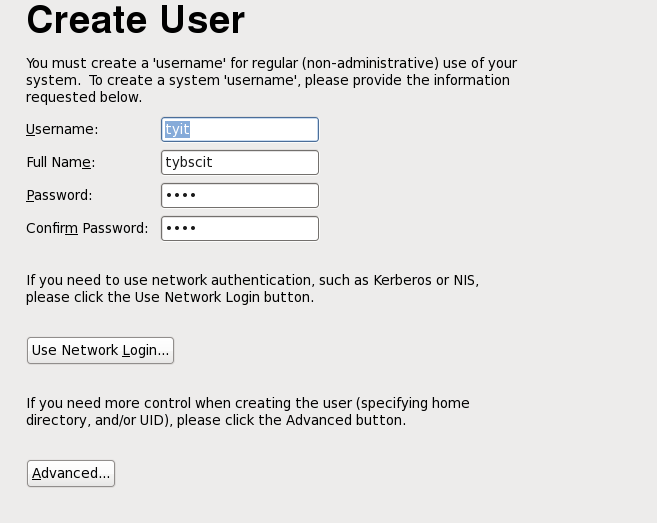 Create User
You must create a 'username' for regular (non-administrative) use of your
system.  To create a system 'username', please provide the information
requested below.
Username: tyit
Full Name: tybscit
Password: ••••
Confirm Password: ••••
If you need to use network authentication, such as Kerberos or NIS,
please click the Use Network Login button.
Use Network Login...
If you need more control when creating the user (specifying home
directory, and/or UID), please click the Advanced button.
Advanced...